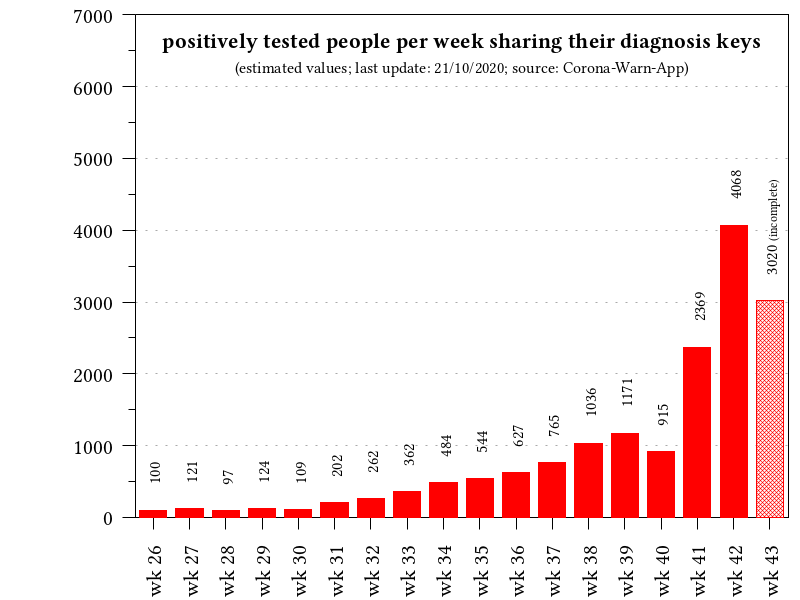 positively tested people per week sharing their diagnosis keys
(estimated values; last update: 21/10/2020; source: Corona-Warn-App)
7000
6000
5000
4000
3000
2000
1000
0
100
121
97
124
109
202
262
362
484
544
627
765
1036
1171
915
2369
4068
3020 (incomplete)
wk 26
wk 27
wk 28
wk 29
wk 30
wk 31
wk 32
wk 33
wk 34
wk 35
wk 36
wk 37
wk 38
wk 39
wk 40
wk 41
wk 42
wk 43